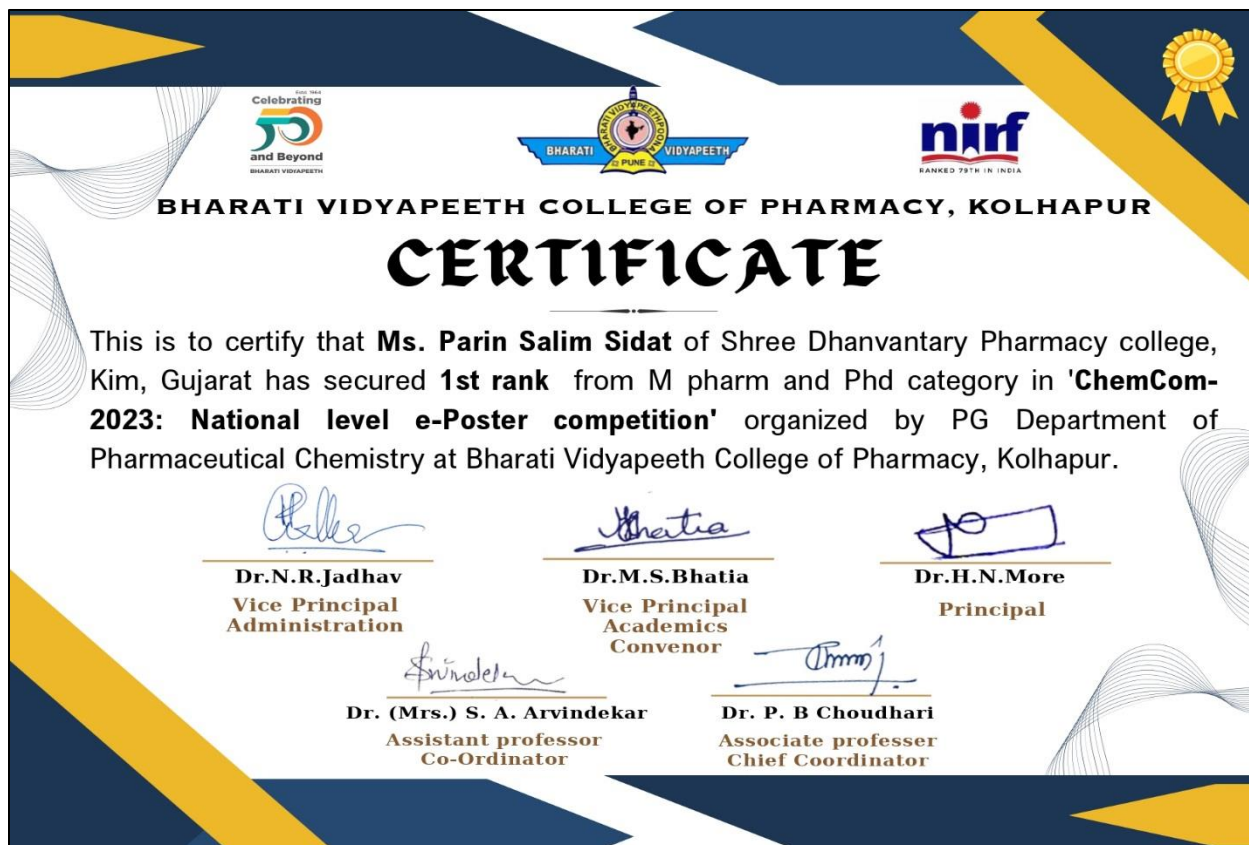 Estd. 1964
Celebrating
50
and Beyond
BHARATI VIDYAPEETH
BHARATI VIDYAPEETH POONA
BHARATI VIDYAPEETH
PUNE
nirf
RANKED 79TH IN INDIA
BHARATI VIDYAPEETH COLLEGE OF PHARMACY, KOLHAPUR
CERTIFICATE
This is to certify that Ms. Parin Salim Sidat of Shree Dhanvantary Pharmacy college,
Kim, Gujarat has secured 1st rank from M pharm and Phd category in 'ChemCom-
2023: National level e-Poster competition' organized by PG Department of
Pharmaceutical Chemistry at Bharati Vidyapeeth College of Pharmacy, Kolhapur.
Bhatia
Dr.N.R.Jadhav
Dr.M.S.Bhatia
Dr.H.N.More
Vice Principal
Administration
Vice Principal
Academics
Convenor
Principal
Dr. (Mrs.) S. A. Arvindekar
Dr. P. B Choudhari
Assistant professor
Co-Ordinator
Associate professer
Chief Coordinator